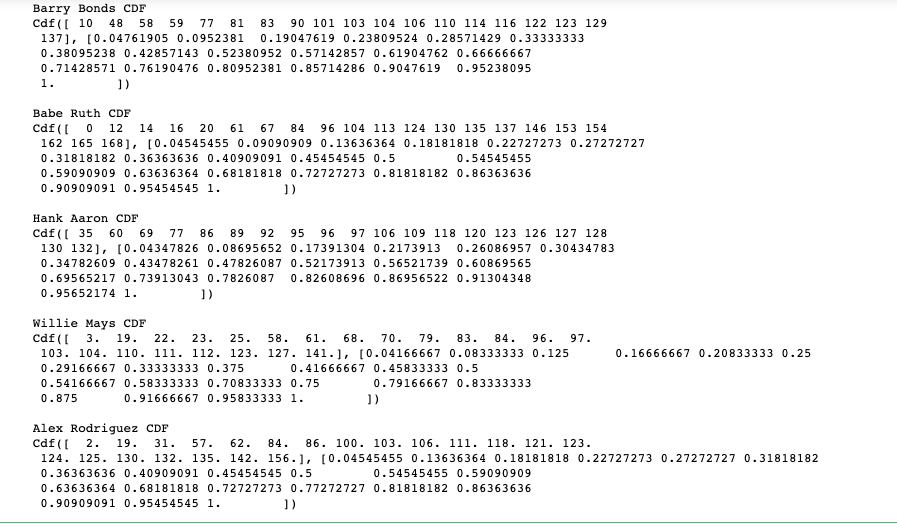 Barry Bonds CDF
Cdf([ 10  48  58  59  77  81  83  90 101 103 104 106 110 114 116 122 123 129
 137], [0.04761905 0.0952381  0.19047619 0.23809524 0.28571429 0.33333333
 0.38095238 0.42857143 0.52380952 0.57142857 0.61904762 0.66666667
 0.71428571 0.76190476 0.80952381 0.85714286 0.9047619  0.95238095
 1.        ])
Babe Ruth CDF
Cdf([  0  12  14  16  20  61  67  84  96 104 113 124 130 135 137 146 153 154
 162 165 168], [0.04545455 0.09090909 0.13636364 0.18181818 0.22727273 0.27272727
 0.31818182 0.36363636 0.40909091 0.45454545 0.5        0.54545455
 0.59090909 0.63636364 0.68181818 0.72727273 0.81818182 0.86363636
 0.90909091 0.95454545 1.        ])
Hank Aaron CDF
Cdf([ 35  60  69  77  86  89  92  95  96  97 106 109 118 120 123 126 127 128
 130 132], [0.04347826 0.08695652 0.17391304 0.2173913  0.26086957 0.30434783
 0.34782609 0.43478261 0.47826087 0.52173913 0.56521739 0.60869565
 0.69565217 0.73913043 0.7826087  0.82608696 0.86956522 0.91304348
 0.95652174 1.        ])
Willie Mays CDF
Cdf([  3.  19.  22.  23.  25.  58.  61.  68.  70.  79.  83.  84.  96.  97.
 103. 104. 110. 111. 112. 123. 127. 141.], [0.04166667 0.08333333 0.125      0.16666667 0.20833333 0.25
 0.29166667 0.33333333 0.375      0.41666667 0.45833333 0.5
 0.54166667 0.58333333 0.70833333 0.75       0.79166667 0.83333333
 0.875      0.91666667 0.95833333 1.        ])
Alex Rodriguez CDF
Cdf([  2.  19.  31.  57.  62.  84.  86. 100. 103. 106. 111. 118. 121. 123.
 124. 125. 130. 132. 135. 142. 156.], [0.04545455 0.13636364 0.18181818 0.22727273 0.27272727 0.31818182
 0.36363636 0.40909091 0.45454545 0.5        0.54545455 0.59090909
 0.63636364 0.68181818 0.72727273 0.77272727 0.81818182 0.86363636
 0.90909091 0.95454545 1.        ])